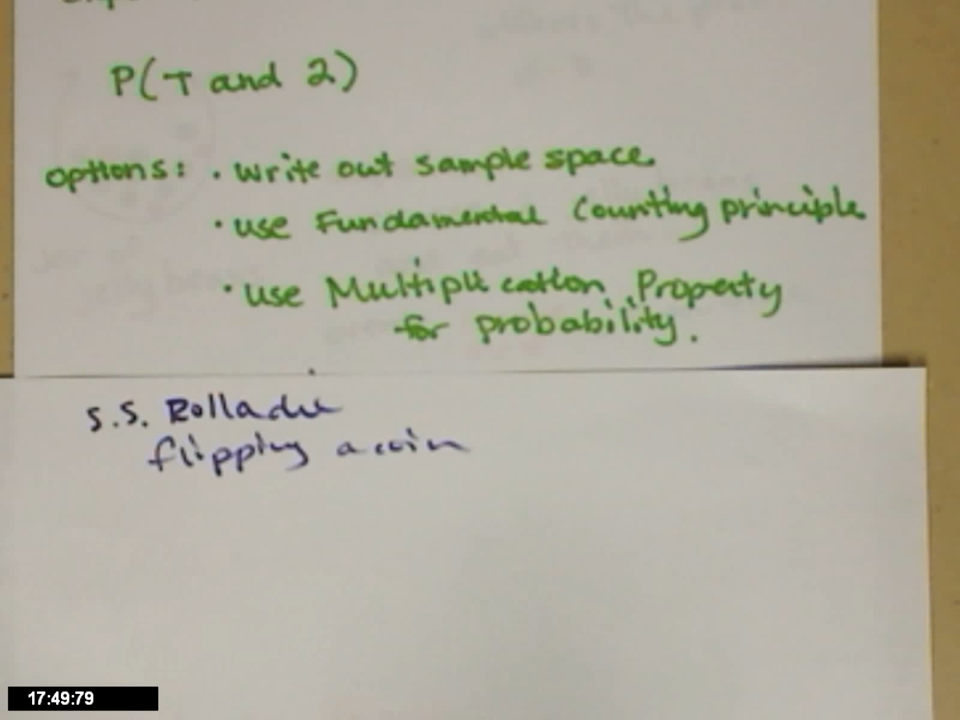 P(T and 2)
options: • write out sample space.
• use Fundamental Counting principle
• use Multiplication Property
for probability.
S.S. Roll a die
flipping a coin
17:49:79